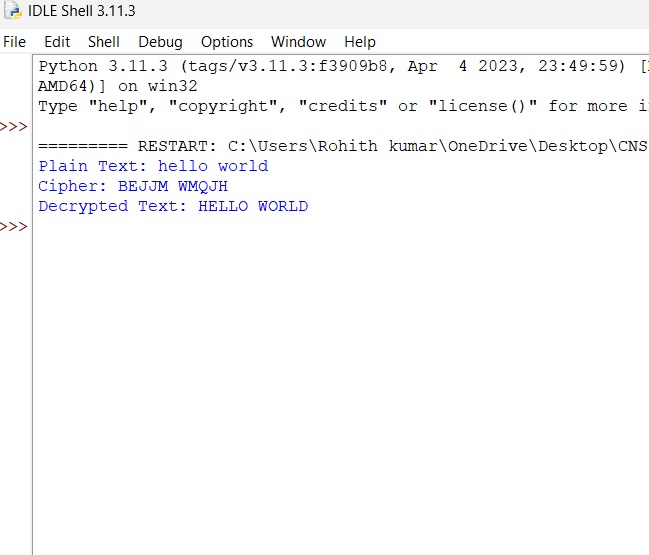 IDLE Shell 3.11.3
File Edit Shell Debug Options Window Help
Python 3.11.3 (tags/v3.11.3:f3909b8, Apr  4 2023, 23:49:59) [
AMD64)] on win32
Type "help", "copyright", "credits" or "license()" for more
>>>
========= RESTART: C:\Users\Rohith kumar\OneDrive\Desktop\CNS
Plain Text: hello world
Cipher: BEJJM WMQJH
Decrypted Text: HELLO WORLD
>>>